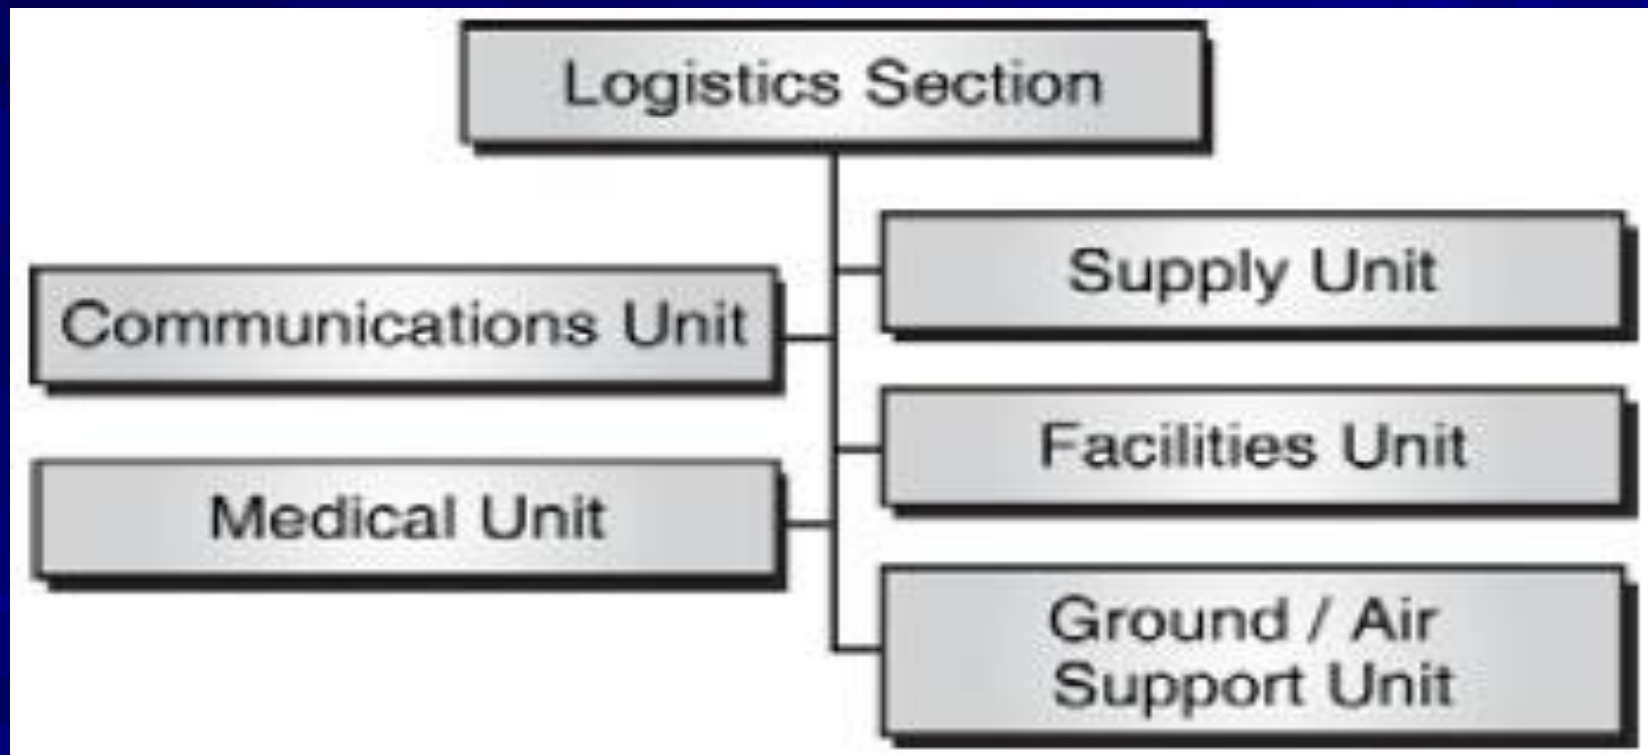 Logistics Section
Communications Unit
Medical Unit
Supply Unit
Facilities Unit
Ground / Air
Support Unit